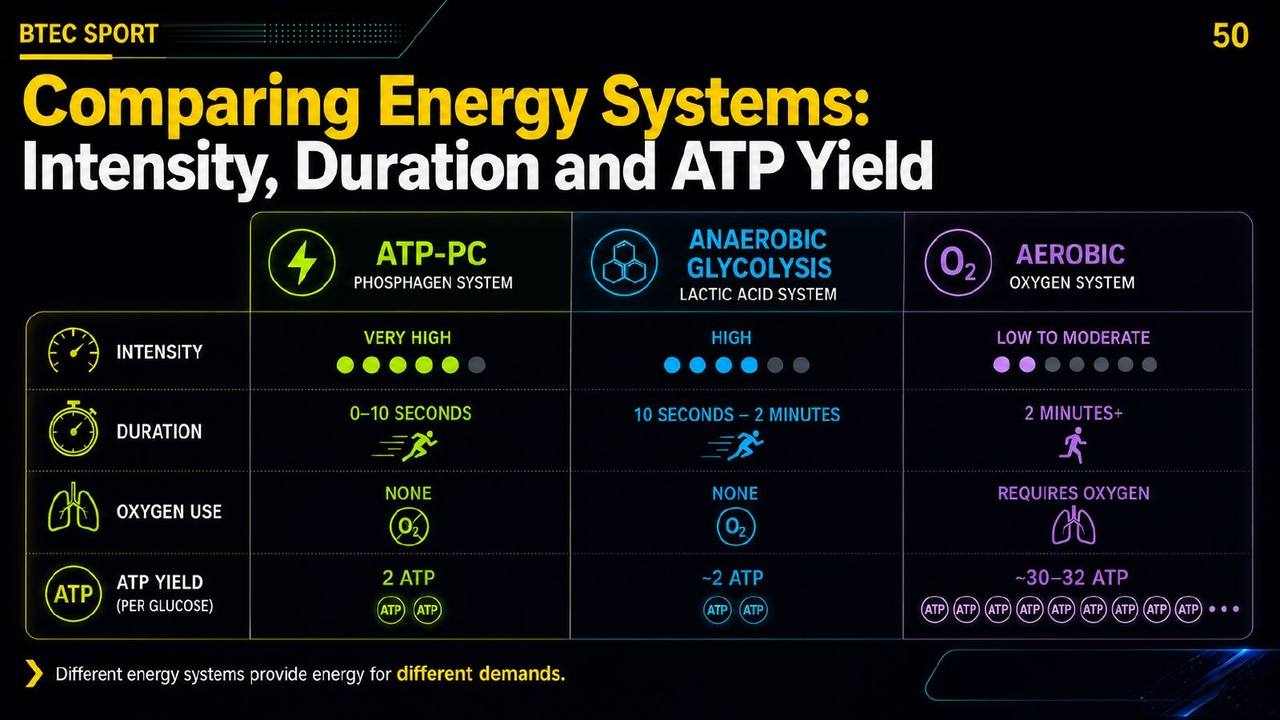 BTEC SPORT
50
Comparing Energy Systems:
Intensity, Duration and ATP Yield
ATP-PC
PHOSPHAGEN SYSTEM
ANAEROBIC
GLYCOLYSIS
LACTIC ACID SYSTEM
O₂
AEROBIC
OXYGEN SYSTEM
INTENSITY
VERY HIGH
HIGH
LOW TO MODERATE
DURATION
0–10 SECONDS
10 SECONDS – 2 MINUTES
2 MINUTES+
OXYGEN USE
NONE
O₂
NONE
O₂
REQUIRES OXYGEN
ATP
ATP YIELD
(PER GLUCOSE)
2 ATP
ATP ATP
~2 ATP
ATP ATP
~30–32 ATP
ATP ATP ATP ATP ATP ATP ATP ATP ATP •••
Different energy systems provide energy for different demands.